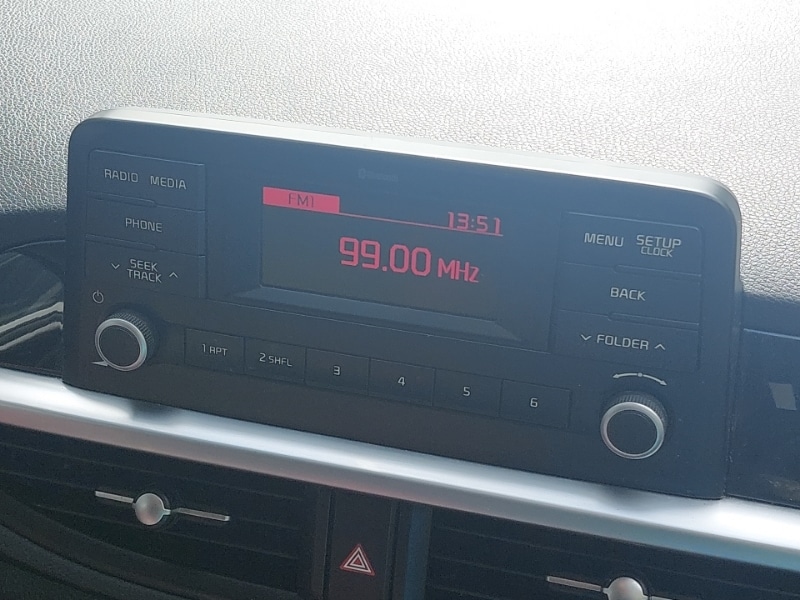 RADIO MEDIA
PHONE
SEEK
TRACK
FM1
13:51
99.00 MHz
MENU SETUP
CLOCK
BACK
FOLDER
1 RPT
2 SHFL
3
4
5
6